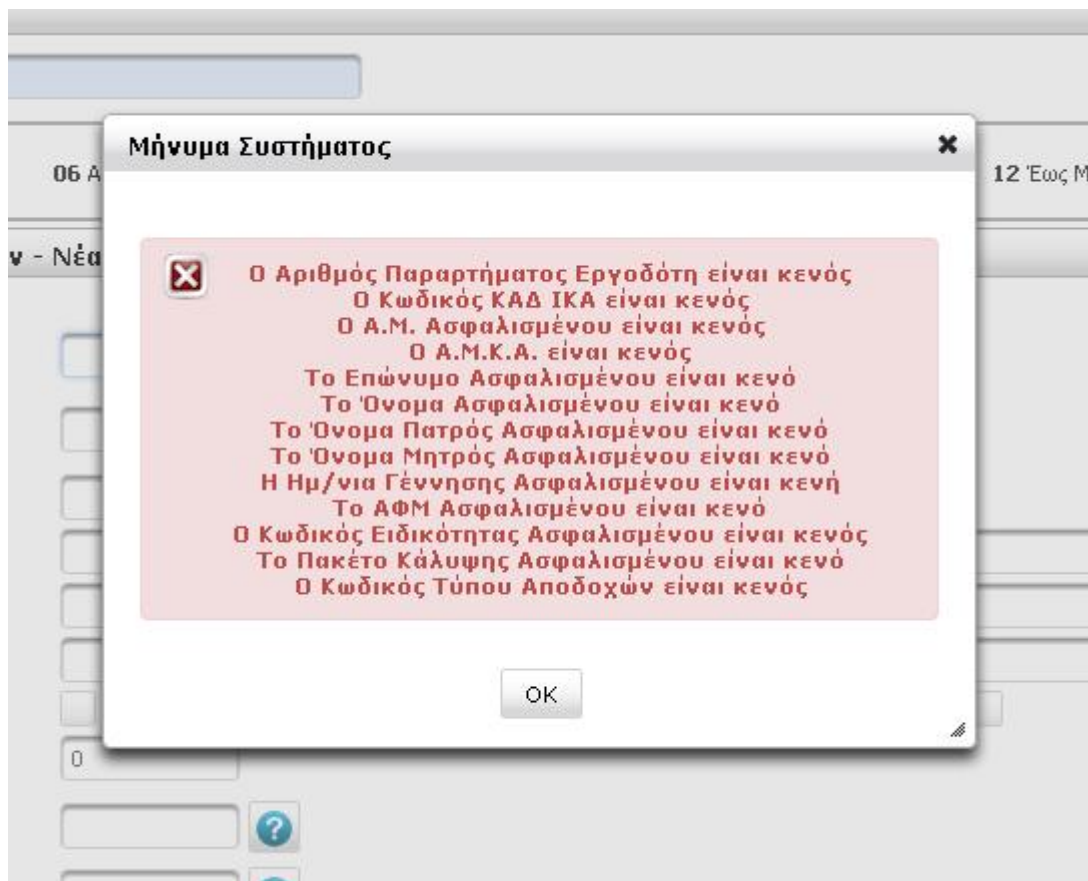 Μήνυμα Συστήματος
06 Α
12 Έως Μ
ν - Νέα
Ο Αριθμός Παραρτήματος Εργοδότη είναι κενός
Ο Κωδικός ΚΑΔ ΙΚΑ είναι κενός
Ο Α.Μ. Ασφαλισμένου είναι κενός
Ο Α.Μ.Κ.Α. είναι κενός
Το Επώνυμο Ασφαλισμένου είναι κενό
Το Όνομα Ασφαλισμένου είναι κενό
Το Όνομα Πατρός Ασφαλισμένου είναι κενό
Το Όνομα Μητρός Ασφαλισμένου είναι κενό
Η Ημ/νια Γέννησης Ασφαλισμένου είναι κενή
Το ΑΦΜ Ασφαλισμένου είναι κενό
Ο Κωδικός Ειδικότητας Ασφαλισμένου είναι κενός
Το Πακέτο Κάλυψης Ασφαλισμένου είναι κενό
Ο Κωδικός Τύπου Αποδοχών είναι κενός
OK
0